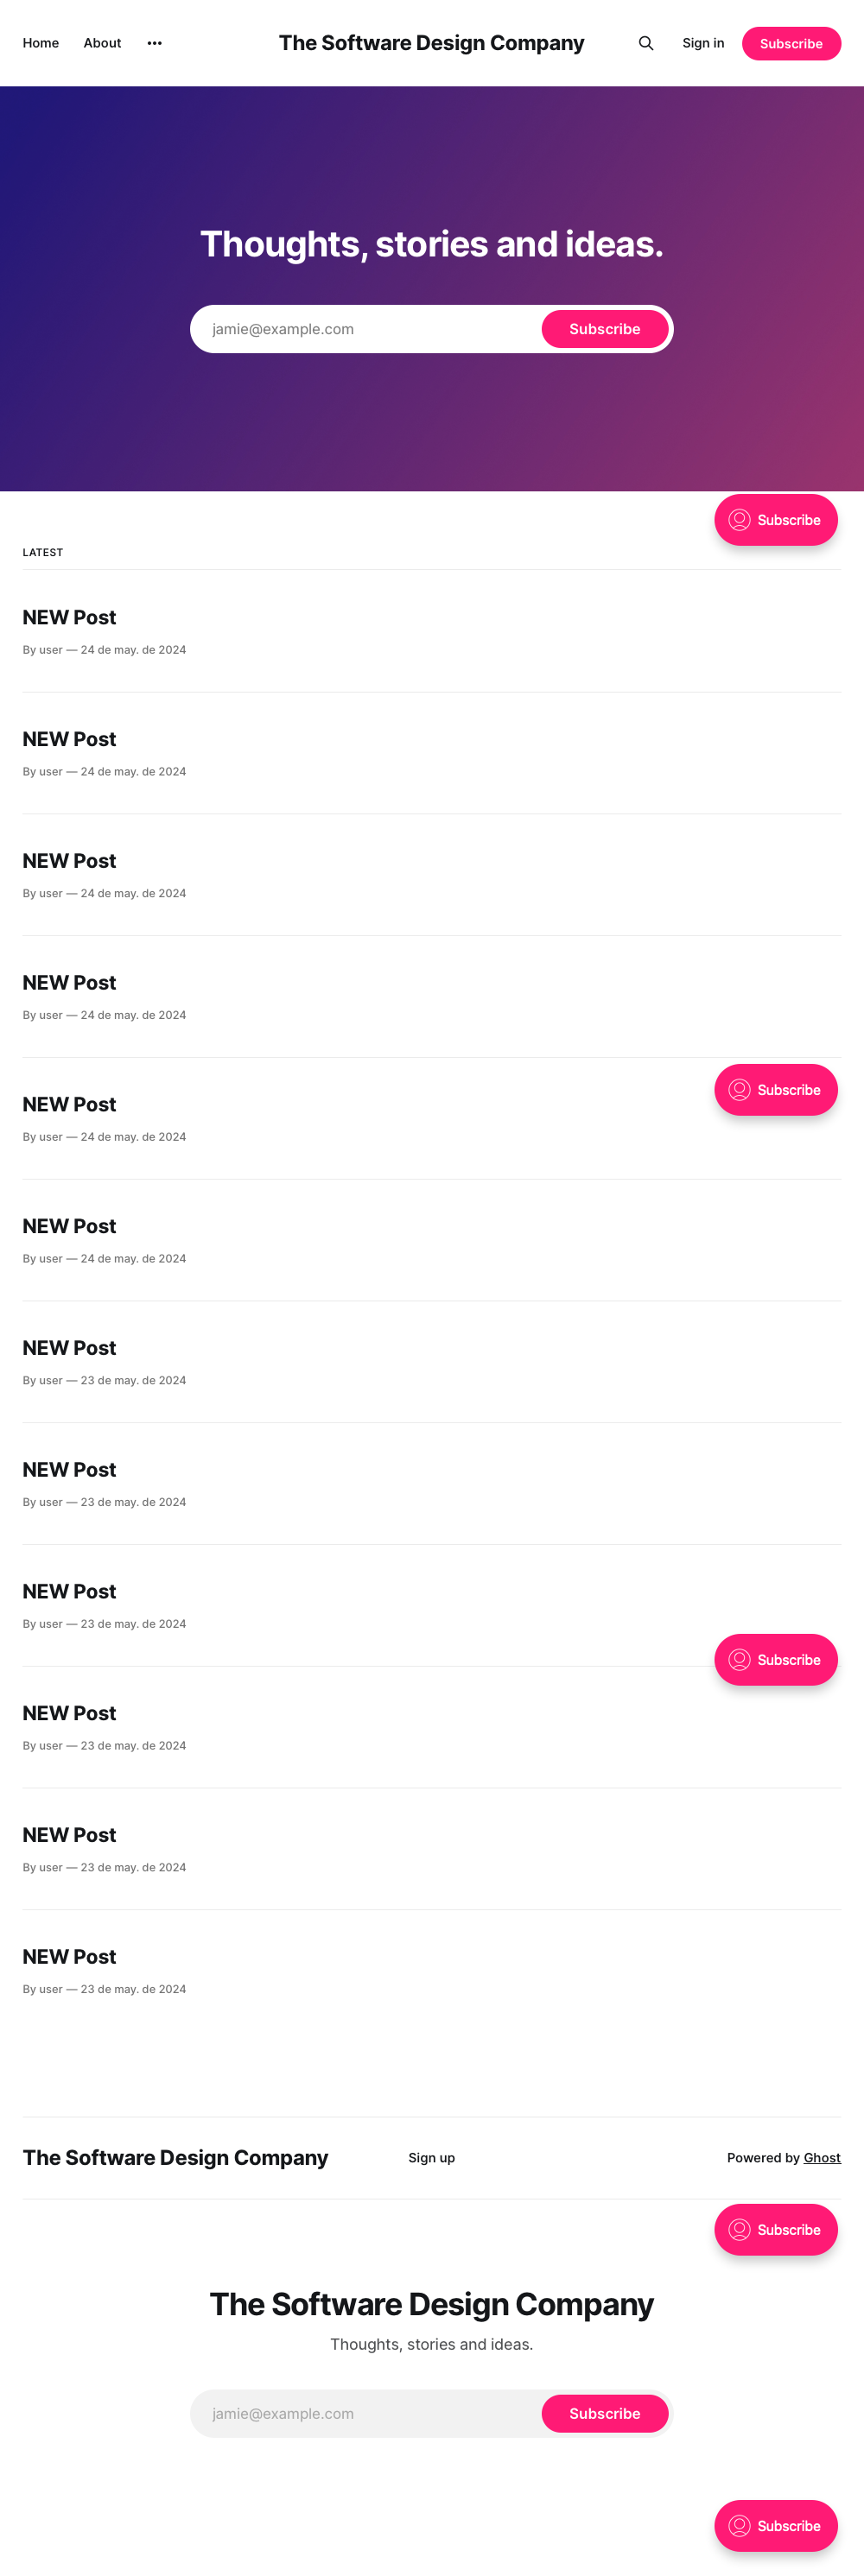 Home About
The Software Design Company
Sign in Subscribe
Thoughts, stories and ideas.
jamie@example.com Subscribe
Subscribe
LATEST
NEW Post
By user — 24 de may. de 2024
NEW Post
By user — 24 de may. de 2024
NEW Post
By user — 24 de may. de 2024
NEW Post
By user — 24 de may. de 2024
Subscribe
NEW Post
By user — 24 de may. de 2024
NEW Post
By user — 24 de may. de 2024
NEW Post
By user — 23 de may. de 2024
NEW Post
By user — 23 de may. de 2024
NEW Post
By user — 23 de may. de 2024
Subscribe
NEW Post
By user — 23 de may. de 2024
NEW Post
By user — 23 de may. de 2024
NEW Post
By user — 23 de may. de 2024
The Software Design Company
Sign up
Powered by Ghost
Subscribe
The Software Design Company
Thoughts, stories and ideas.
jamie@example.com Subscribe
Subscribe